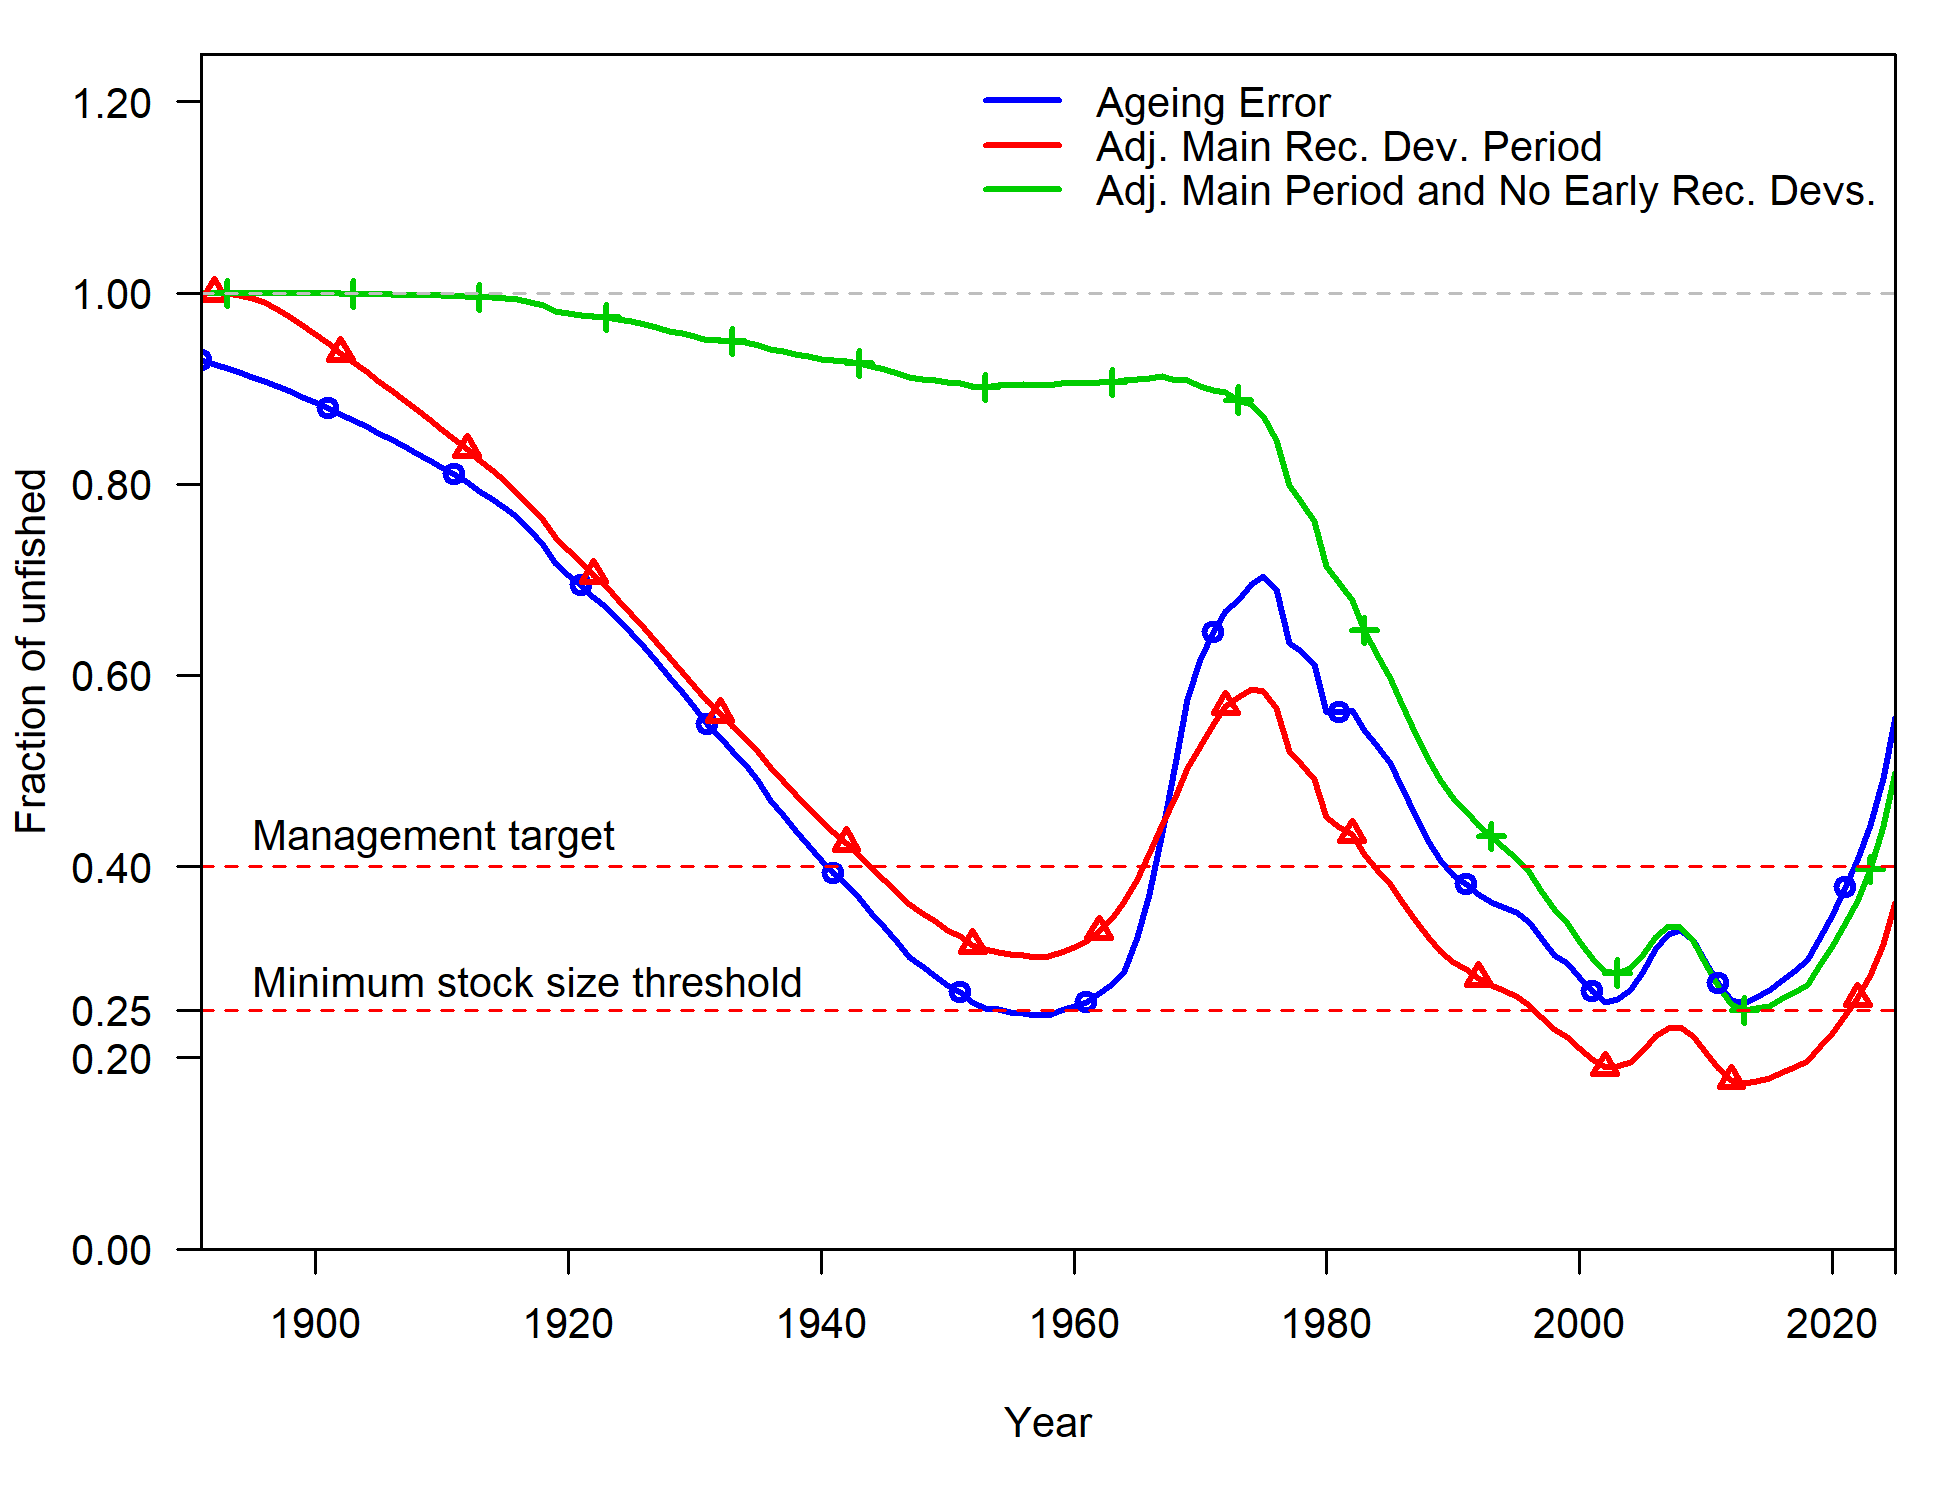 Ageing Error
Adj. Main Rec. Dev. Period
Adj. Main Period and No Early Rec. Devs.
1.20
1.00
0.80
0.60
0.40
0.25
0.20
0.00
Fraction of unfished
Management target
Minimum stock size threshold
1900 1920 1940 1960 1980 2000 2020
Year